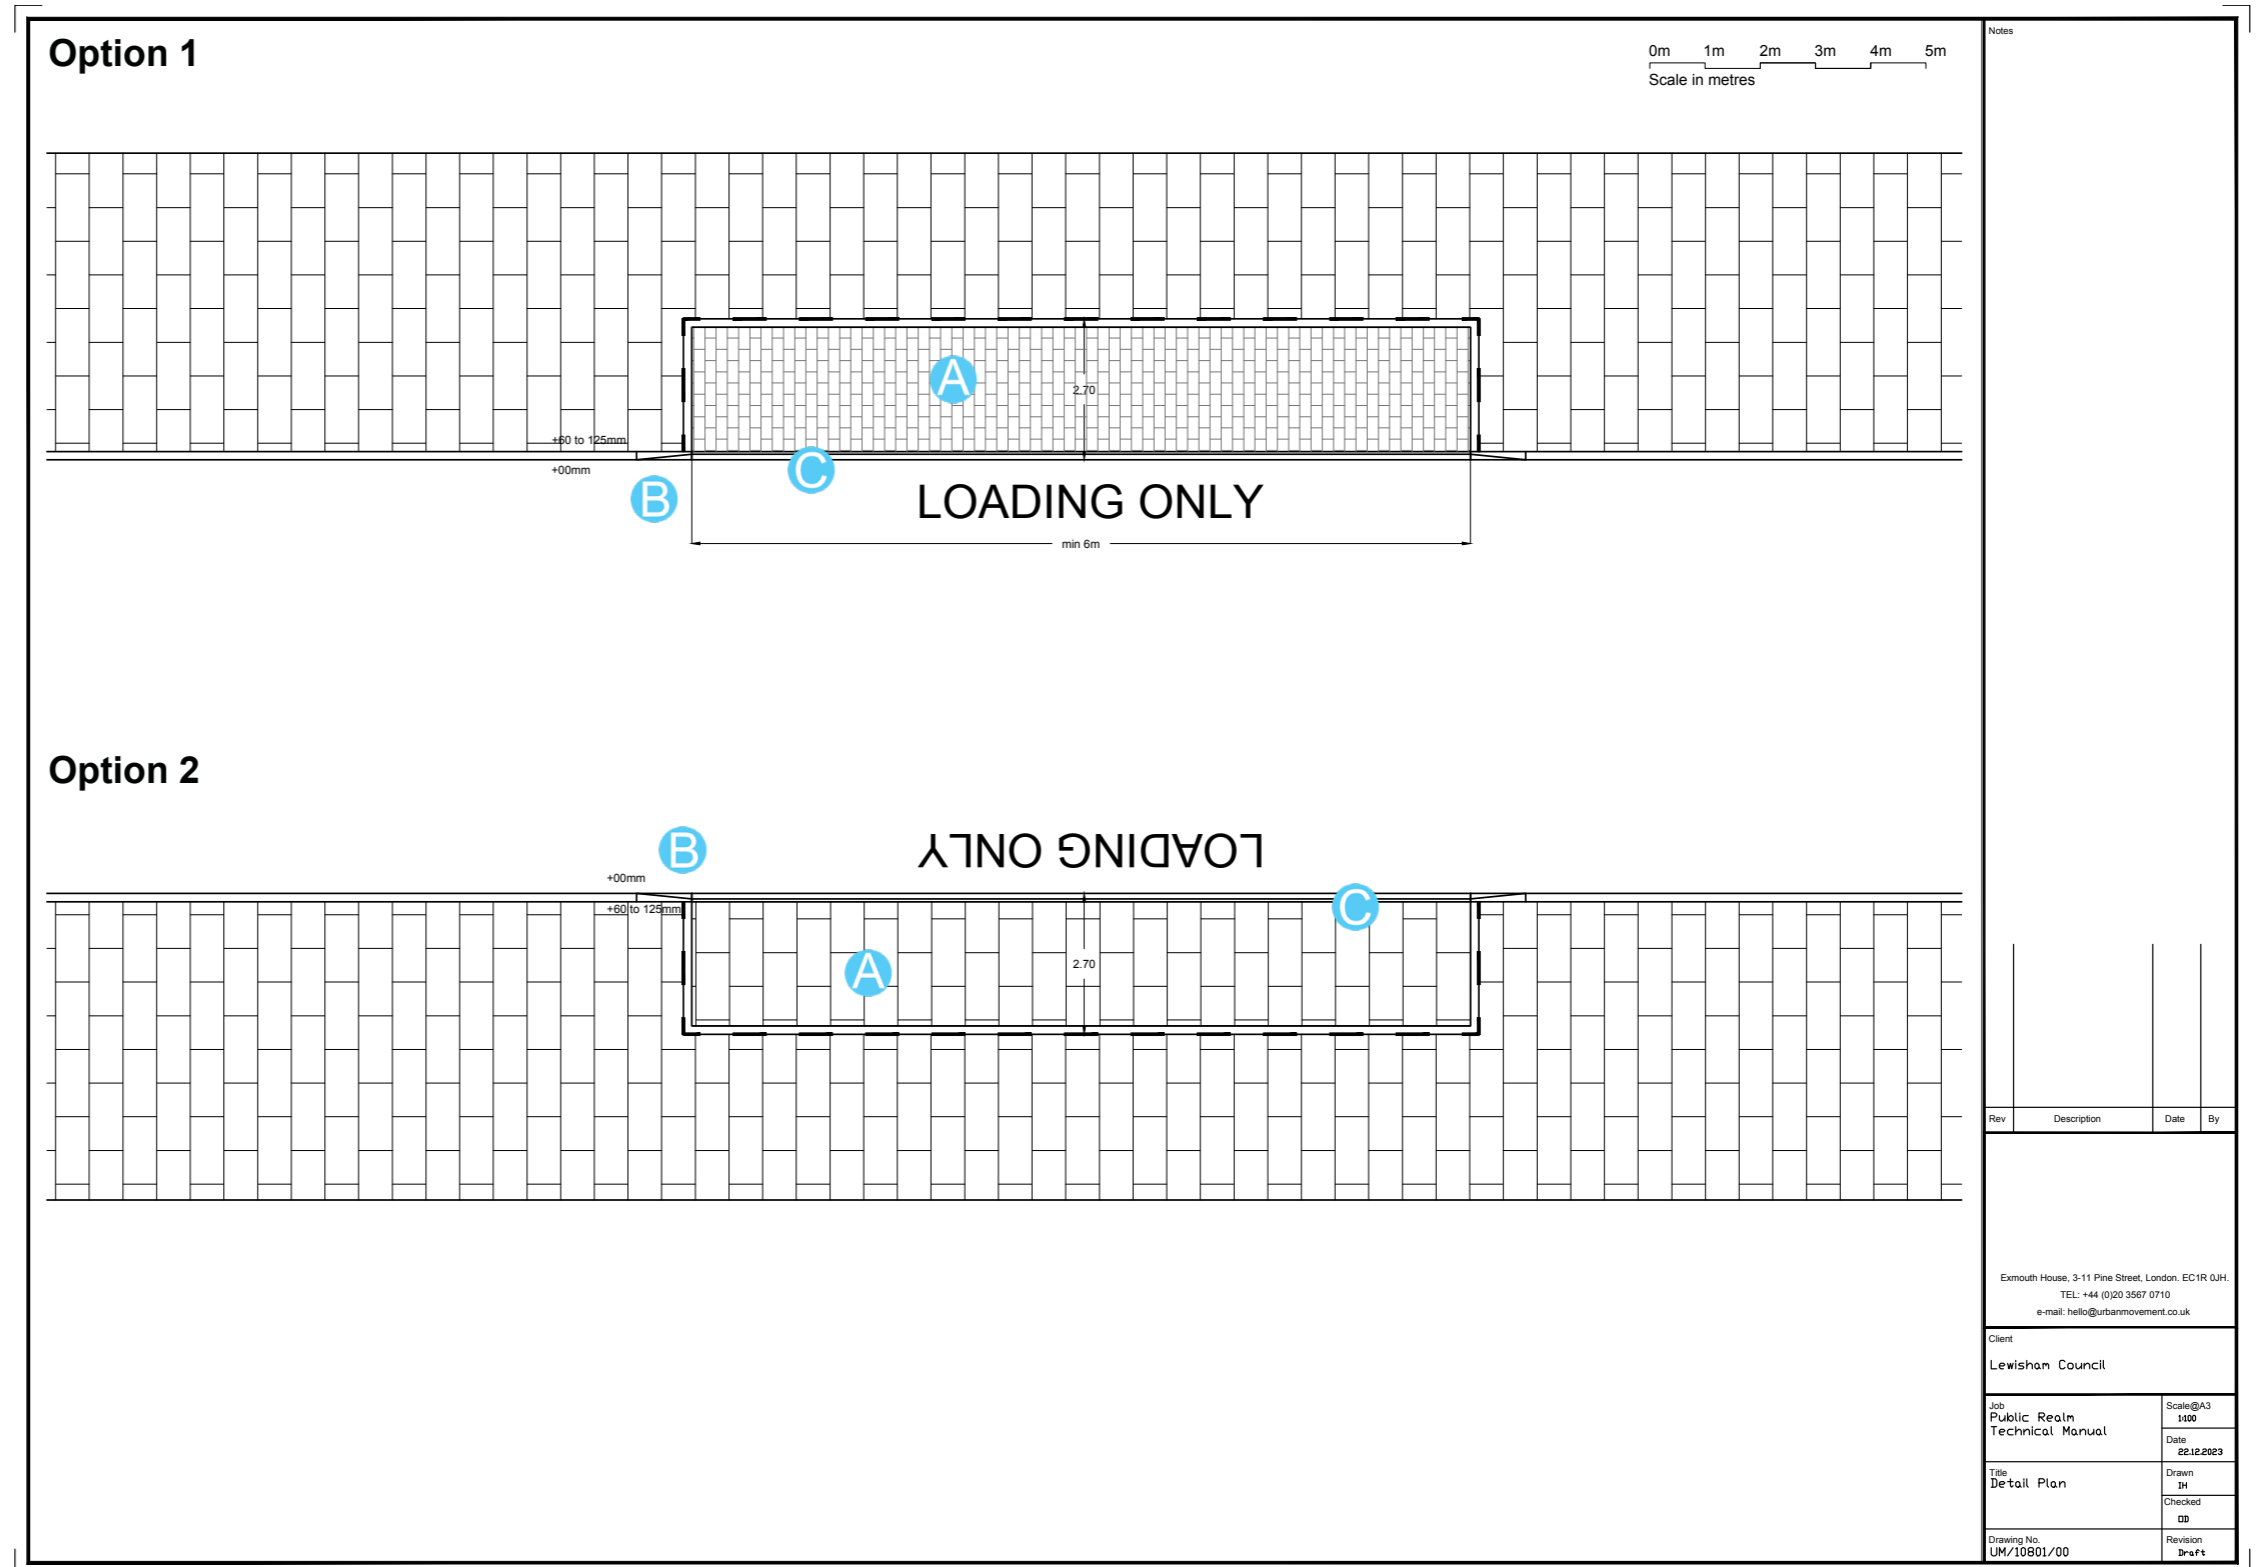 Option 1
0m 1m 2m 3m 4m 5m
Scale in metres
A
2.70
+60 to 125mm
+00mm
C
B
LOADING ONLY
min 6m
Option 2
B
LOADING ONLY
+00mm
+60 to 125mm
C
A
2.70
Notes
Rev Description Date By
Exmouth House, 3-11 Pine Street, London. EC1R 0JH.
TEL: +44 (0)20 3567 0710
e-mail: hello@urbanmovement.co.uk
Client
Lewisham Council
Job
Public Realm
Technical Manual
Scale@A3
1:100
Date
22.12.2023
Title
Detail Plan
Drawn
IH
Checked
OD
Drawing No.
UM/10801/00
Revision
Draft